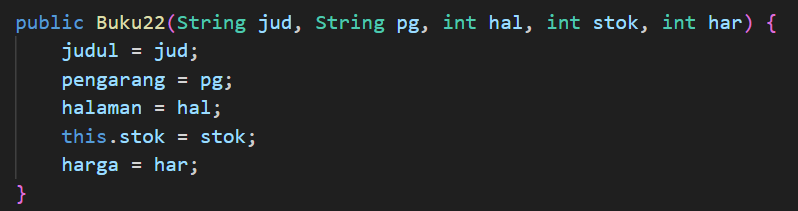 public Buku22(String jud, String pg, int hal, int stok, int har) {
    judul = jud;
    pengarang = pg;
    halaman = hal;
    this.stok = stok;
    harga = har;
}